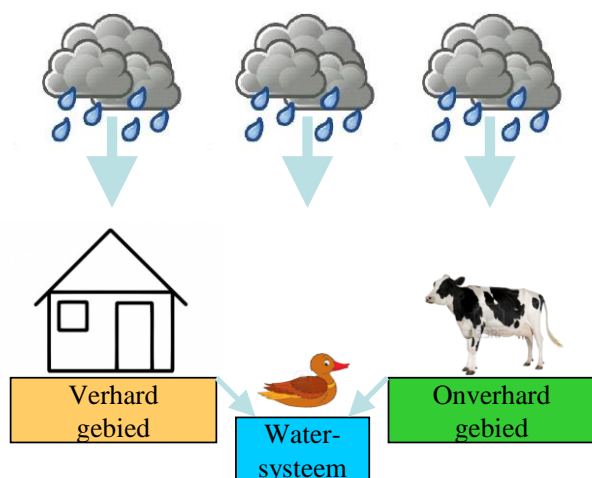 Verhard
gebied
Onverhard
gebied
Water-
systeem